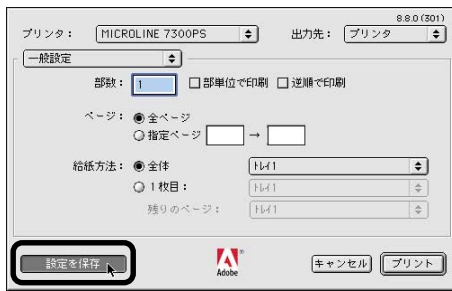 8.8.0 (301)
プリンタ： MICROLINE 7300PS 出力先： プリンタ
一般設定
部数： 1 部単位で印刷 逆順で印刷
ページ： 全ページ
指定ページ →
給紙方法： 全体 トレイ1
1枚目： トレイ1
残りのページ： トレイ1
設定を保存 Adobe キャンセル プリント